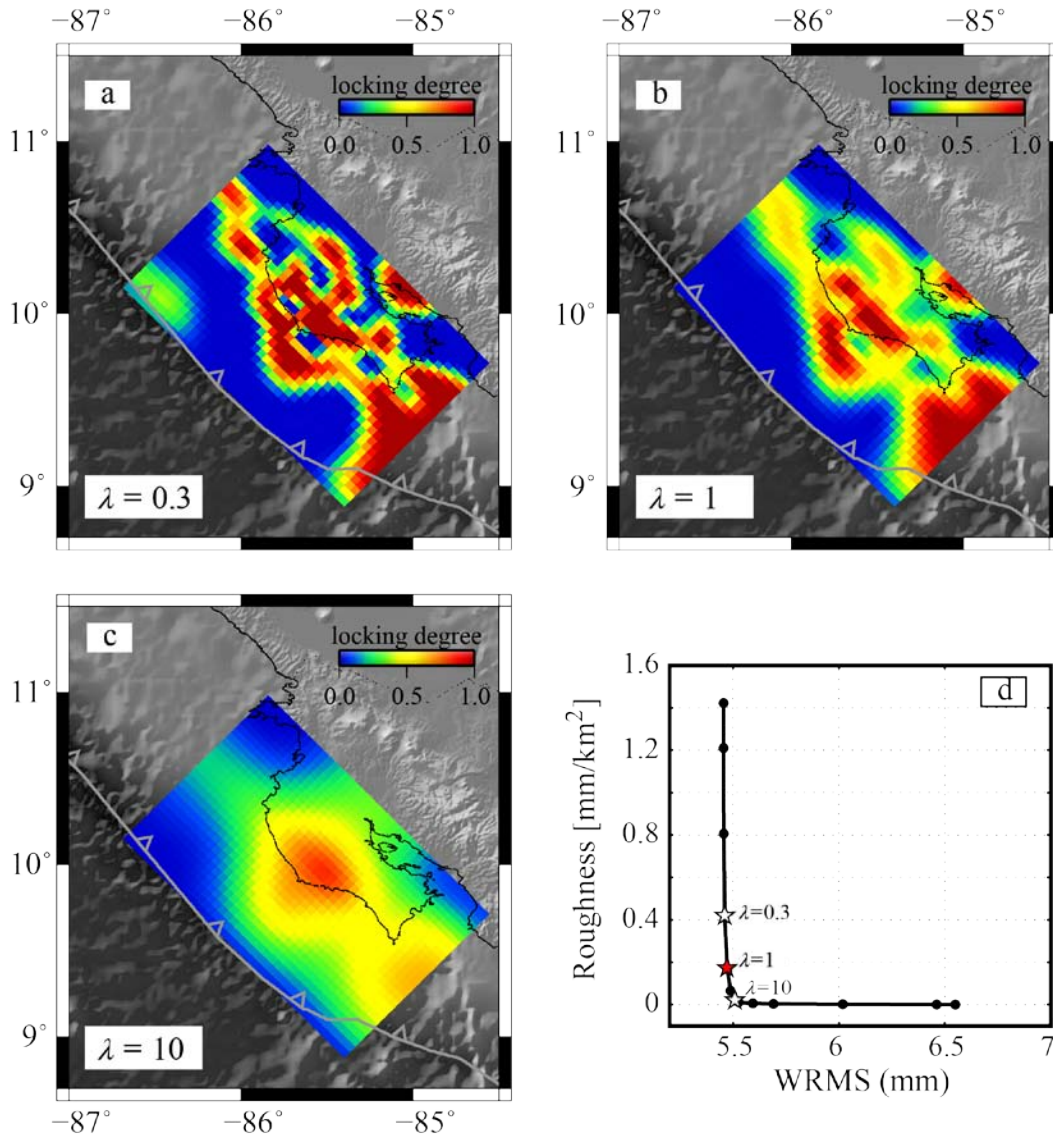 −87° −86° −85° −87° −86° −85°
a
locking degree
0.0 0.5 1.0
11°
10°
9°
λ = 0.3
b
locking degree
0.0 0.5 1.0
λ = 1
c
locking degree
0.0 0.5 1.0
11°
10°
9°
λ = 10
−87° −86° −85°
d
1.6
1.2
0.8
0.4
0
Roughness [mm/km²]
λ=0.3
λ=1
λ=10
5.5 6 6.5 7
WRMS (mm)